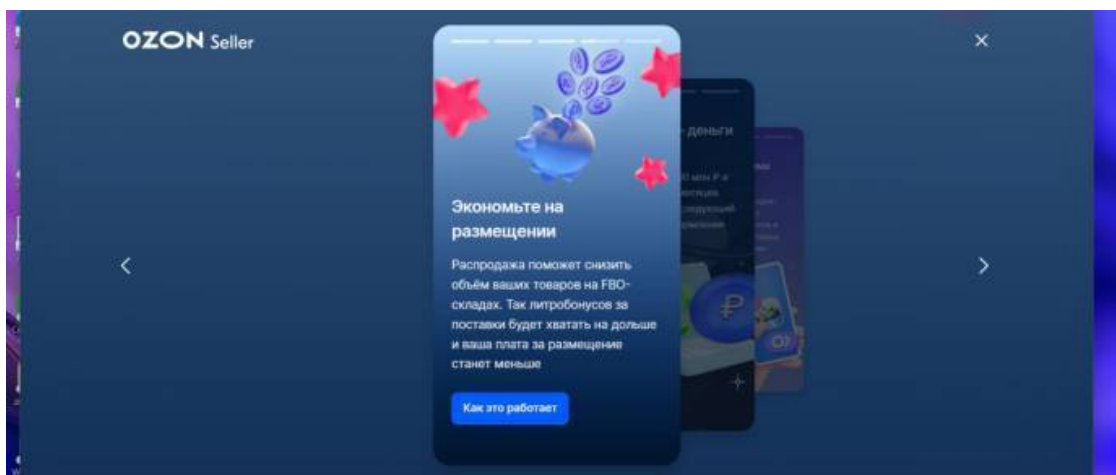 OZON Seller
Экономьте на
размещении
Распродажа поможет снизить
объём ваших товаров на FBO-
складах. Так литробонусов за
поставки будет хватать на дольше
и ваша плата за размещение
станет меньше
Как это работает
деньги
млн ₽ и